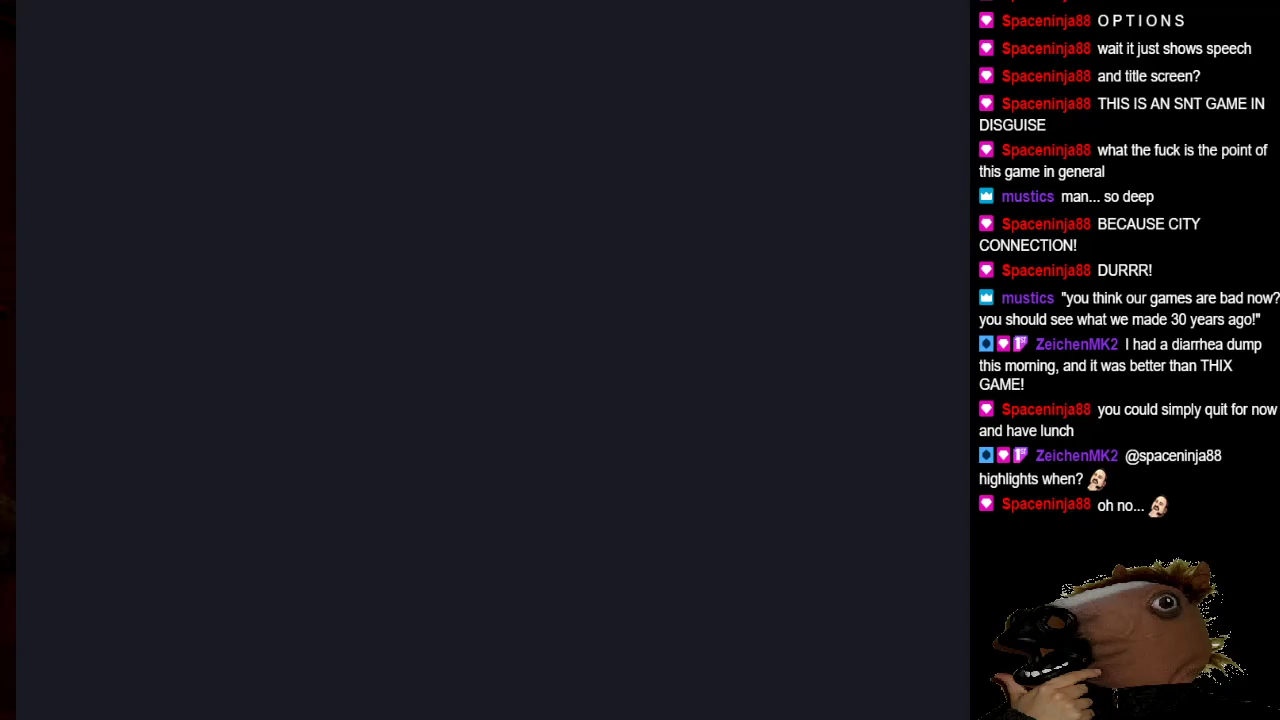 Spaceninja88 O P T I O N S
Spaceninja88 wait it just shows speech
Spaceninja88 and title screen?
Spaceninja88 THIS IS AN SNT GAME IN
DISGUISE
Spaceninja88 what the fuck is the point of
this game in general
mustics man... so deep
Spaceninja88 BECAUSE CITY
CONNECTION!
Spaceninja88 DURRR!
mustics "you think our games are bad now?
you should see what we made 30 years ago!"
1ST ZeichenMK2 I had a diarrhea dump
this morning, and it was better than THIX
GAME!
Spaceninja88 you could simply quit for now
and have lunch
1ST ZeichenMK2 @spaceninja88
highlights when?
Spaceninja88 oh no...